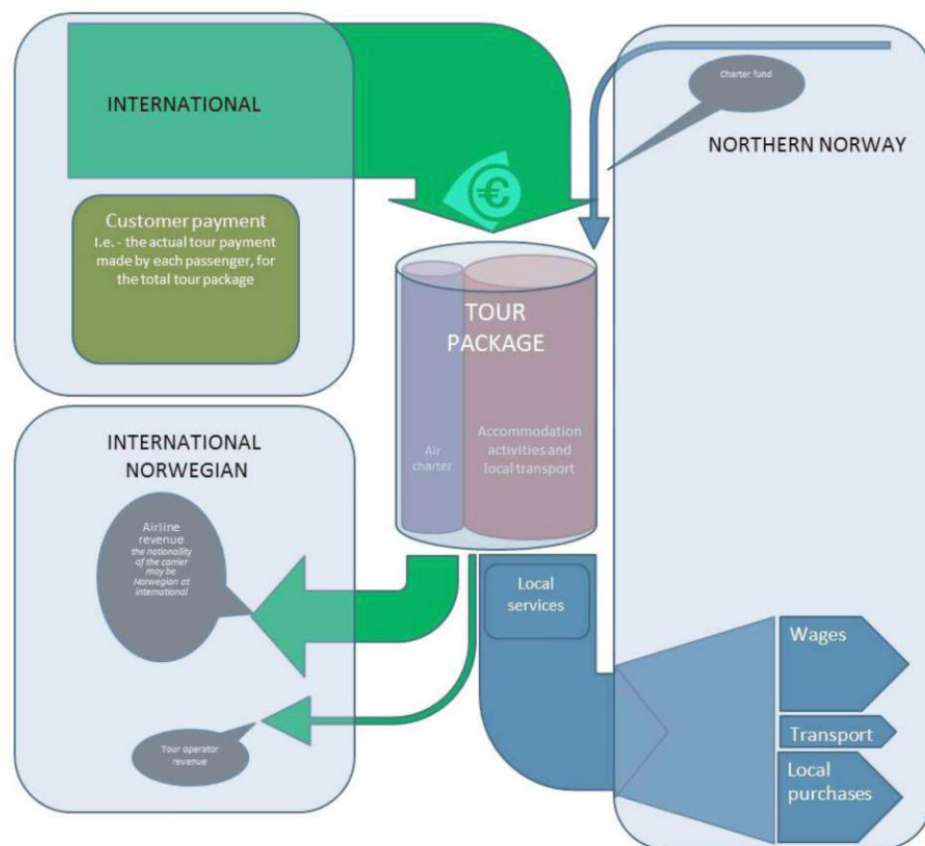 INTERNATIONAL
Customer payment
I.e. - the actual tour payment
made by each passenger, for
the total tour package
Charter fund
NORTHERN NORWAY
€
TOUR
PACKAGE
Air
charter
Accommodation
activities and
local transport
INTERNATIONAL
NORWEGIAN
Airline
revenue
the nationallity
of the carrier
may be
Norwegian at
international
Tour operator
revenue
Local
services
Wages
Transport
Local
purchases